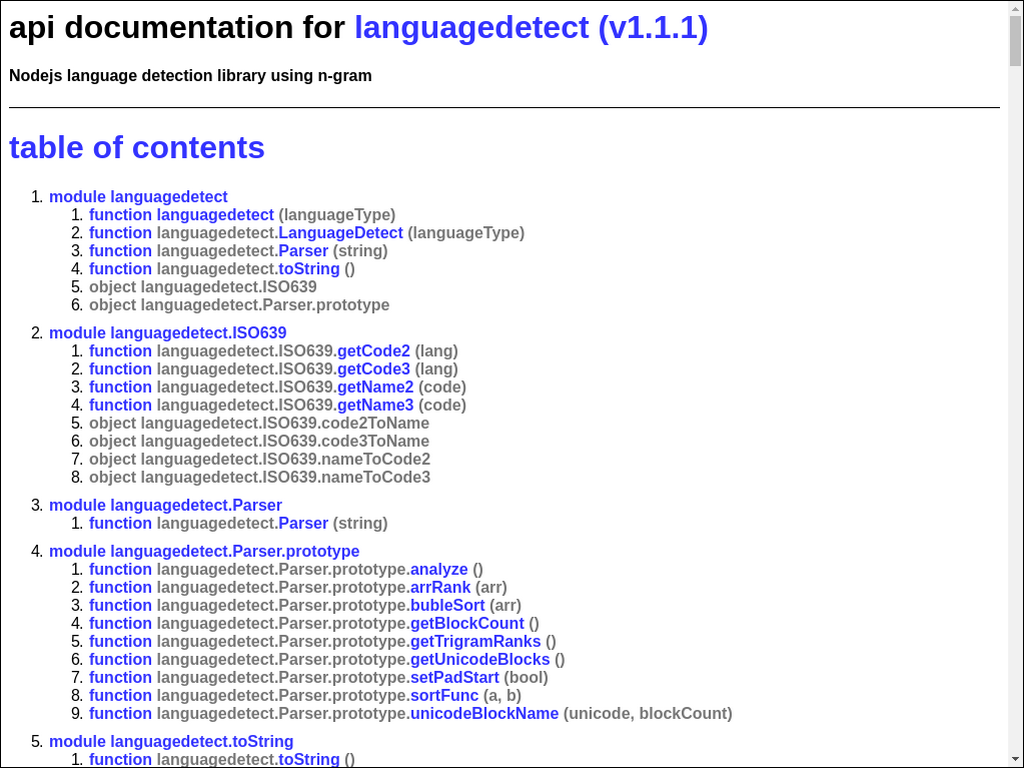 api documentation for languagedetect (v1.1.1)
Nodejs language detection library using n-gram
table of contents
1. module languagedetect
1. function languagedetect (languageType)
2. function languagedetect.LanguageDetect (languageType)
3. function languagedetect.Parser (string)
4. function languagedetect.toString ()
5. object languagedetect.ISO639
6. object languagedetect.Parser.prototype
2. module languagedetect.ISO639
1. function languagedetect.ISO639.getCode2 (lang)
2. function languagedetect.ISO639.getCode3 (lang)
3. function languagedetect.ISO639.getName2 (code)
4. function languagedetect.ISO639.getName3 (code)
5. object languagedetect.ISO639.code2ToName
6. object languagedetect.ISO639.code3ToName
7. object languagedetect.ISO639.nameToCode2
8. object languagedetect.ISO639.nameToCode3
3. module languagedetect.Parser
1. function languagedetect.Parser (string)
4. module languagedetect.Parser.prototype
1. function languagedetect.Parser.prototype.analyze ()
2. function languagedetect.Parser.prototype.arrRank (arr)
3. function languagedetect.Parser.prototype.bubleSort (arr)
4. function languagedetect.Parser.prototype.getBlockCount ()
5. function languagedetect.Parser.prototype.getTrigramRanks ()
6. function languagedetect.Parser.prototype.getUnicodeBlocks ()
7. function languagedetect.Parser.prototype.setPadStart (bool)
8. function languagedetect.Parser.prototype.sortFunc (a, b)
9. function languagedetect.Parser.prototype.unicodeBlockName (unicode, blockCount)
5. module languagedetect.toString
1. function languagedetect.toString ()